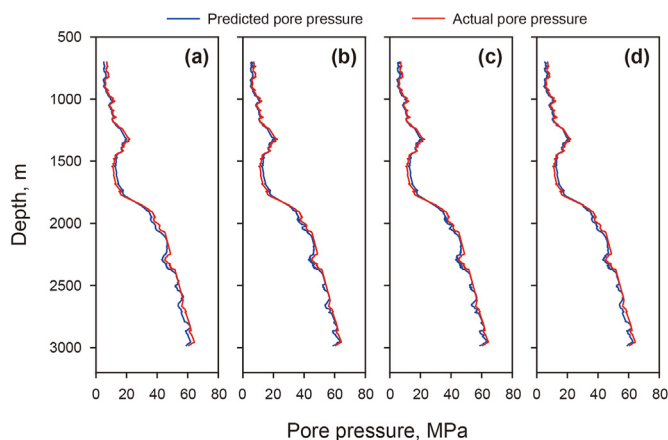 Predicted pore pressure Actual pore pressure
500
1000
1500
2000
2500
3000
Depth, m
(a) (b) (c) (d)
0 20 40 60 80 0 20 40 60 80 0 20 40 60 80 0 20 40 60 80
Pore pressure, MPa